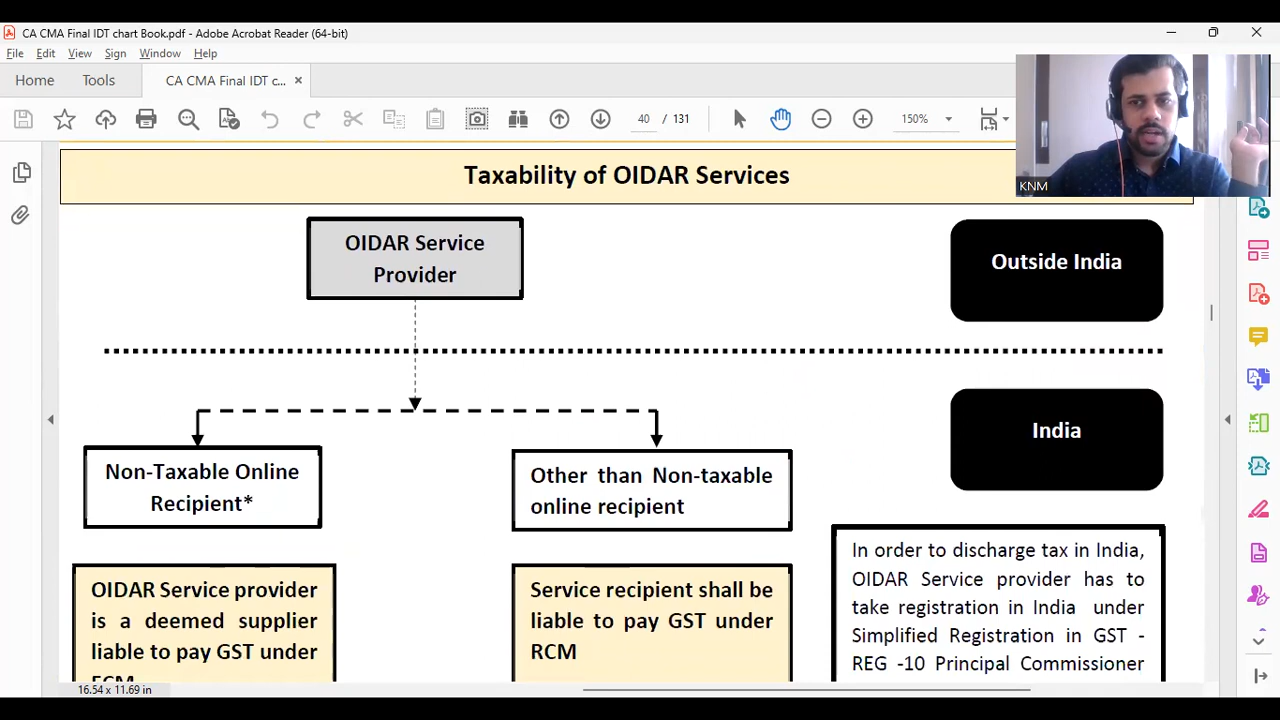 CA CMA Final IDT chart Book.pdf - Adobe Acrobat Reader (64-bit)
File Edit View Sign Window Help
Home Tools CA CMA Final IDT c... ×
40 / 131 150%
KNM
Taxability of OIDAR Services
OIDAR Service
Provider
Outside India
India
Non-Taxable Online
Recipient*
Other than Non-taxable
online recipient
OIDAR Service provider
is a deemed supplier
liable to pay GST under
FCM
Service recipient shall be
liable to pay GST under
RCM
In order to discharge tax in India,
OIDAR Service provider has to
take registration in India under
Simplified Registration in GST -
REG -10 Principal Commissioner
16.54 x 11.69 in